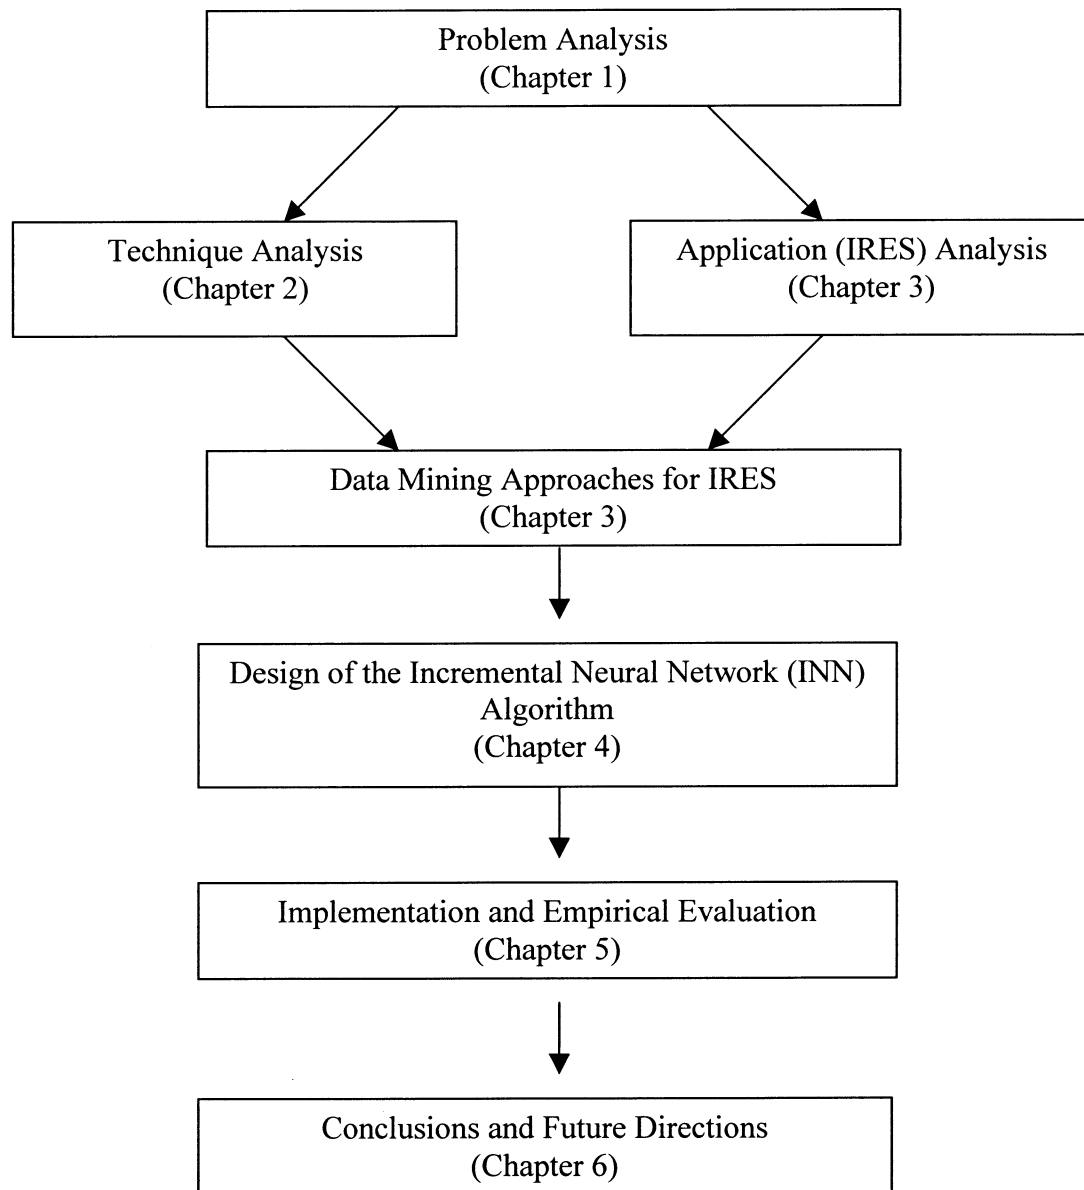 Problem Analysis
(Chapter 1)
Technique Analysis
(Chapter 2)
Application (IRES) Analysis
(Chapter 3)
Data Mining Approaches for IRES
(Chapter 3)
Design of the Incremental Neural Network (INN)
Algorithm
(Chapter 4)
Implementation and Empirical Evaluation
(Chapter 5)
Conclusions and Future Directions
(Chapter 6)